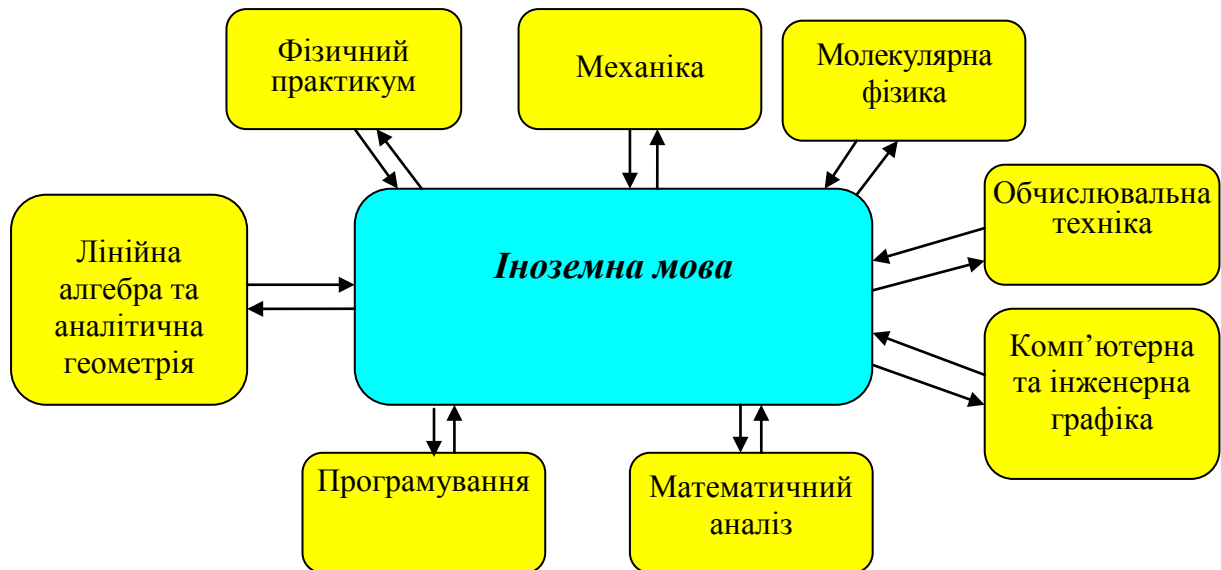 Фізичний
практикум
Механіка
Молекулярна
фізика
Обчислювальна
техніка
Лінійна
алгебра та
аналітична
геометрія
Іноземна мова
Комп’ютерна
та інженерна
графіка
Програмування
Математичний
аналіз